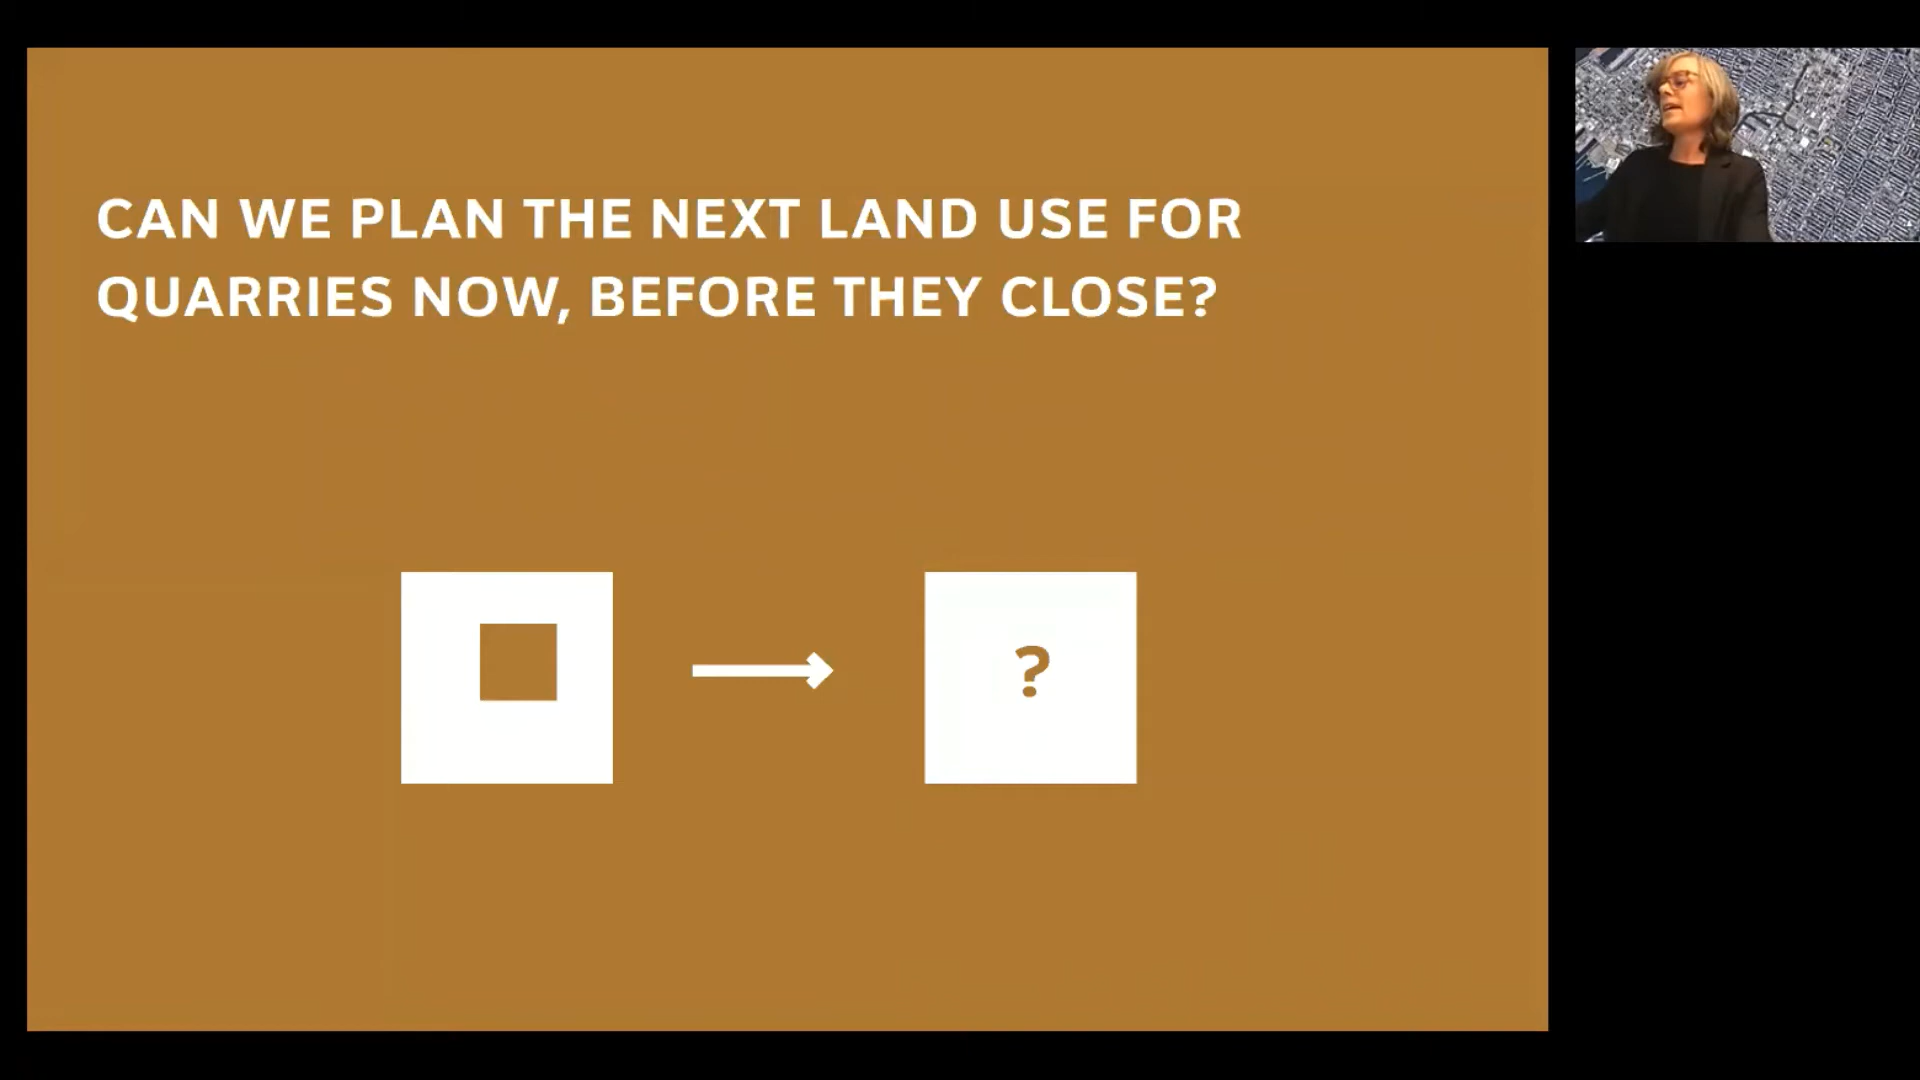 CAN WE PLAN THE NEXT LAND USE FOR
QUARRIES NOW, BEFORE THEY CLOSE?
?